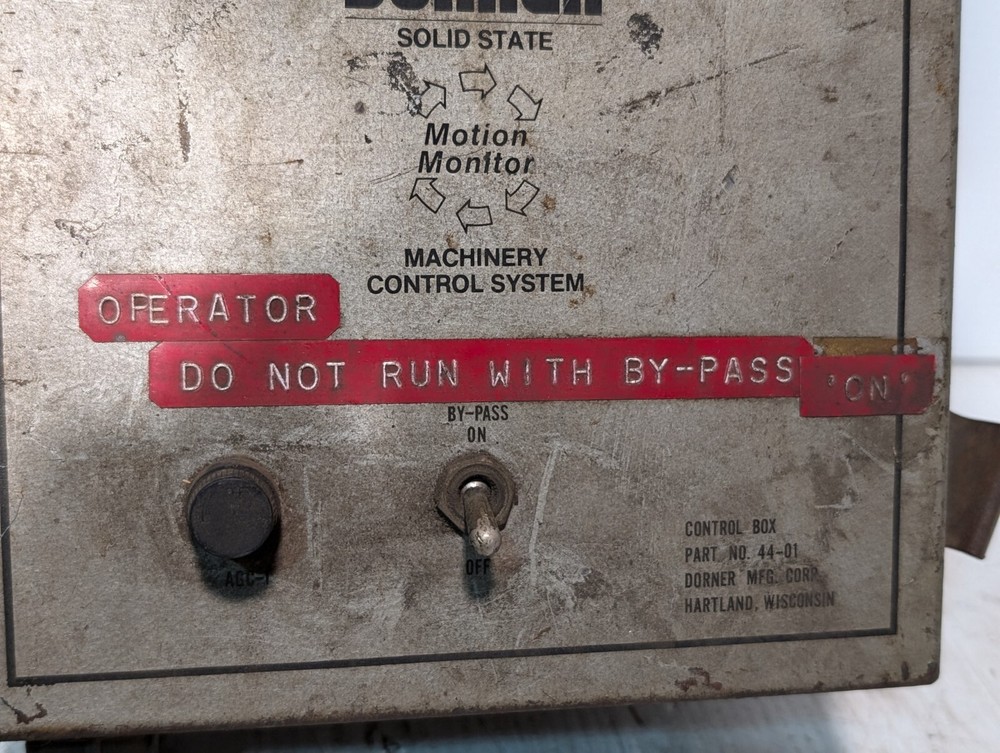 SOLID STATE
Motion
Monitor
MACHINERY
CONTROL SYSTEM
OPERATOR
DO NOT RUN WITH BY-PASS "ON"
BY-PASS
ON
OFF
CONTROL BOX
PART NO. 44-01
DORNER MFG. CORP.
HARTLAND, WISCONSIN